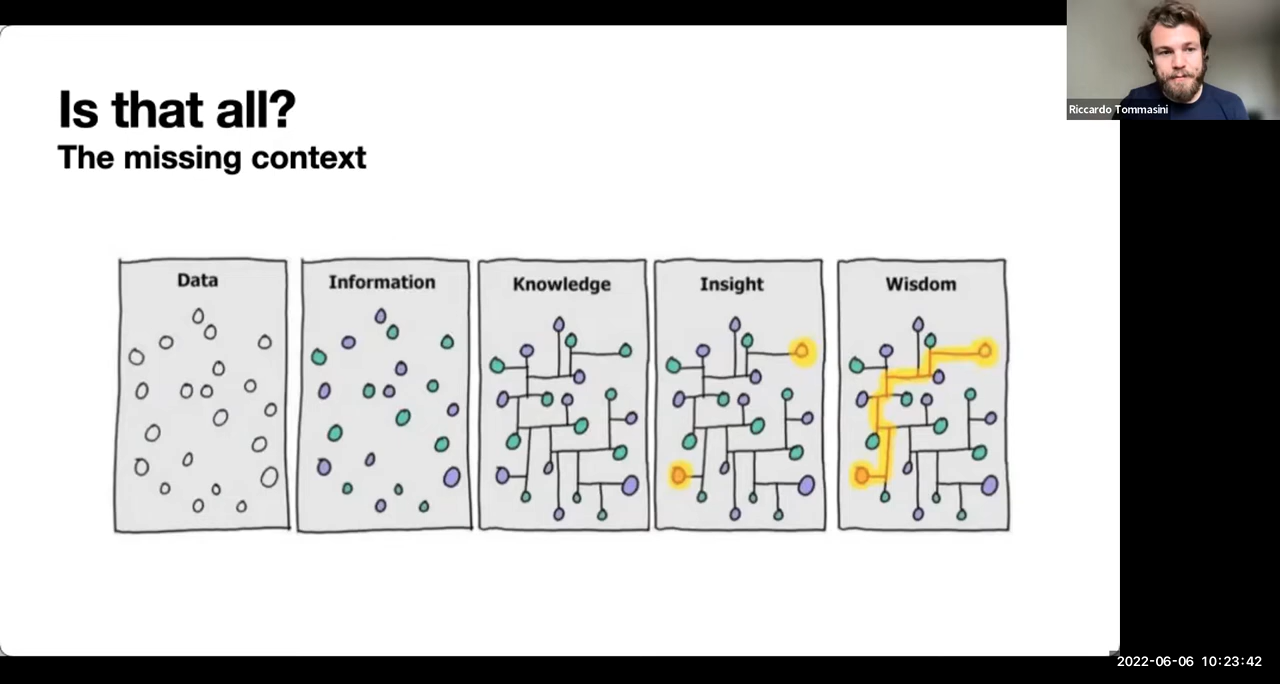 Is that all?
The missing context
Data
Information
Knowledge
Insight
Wisdom
Riccardo Tommasini
2022-06-06 10:23:42